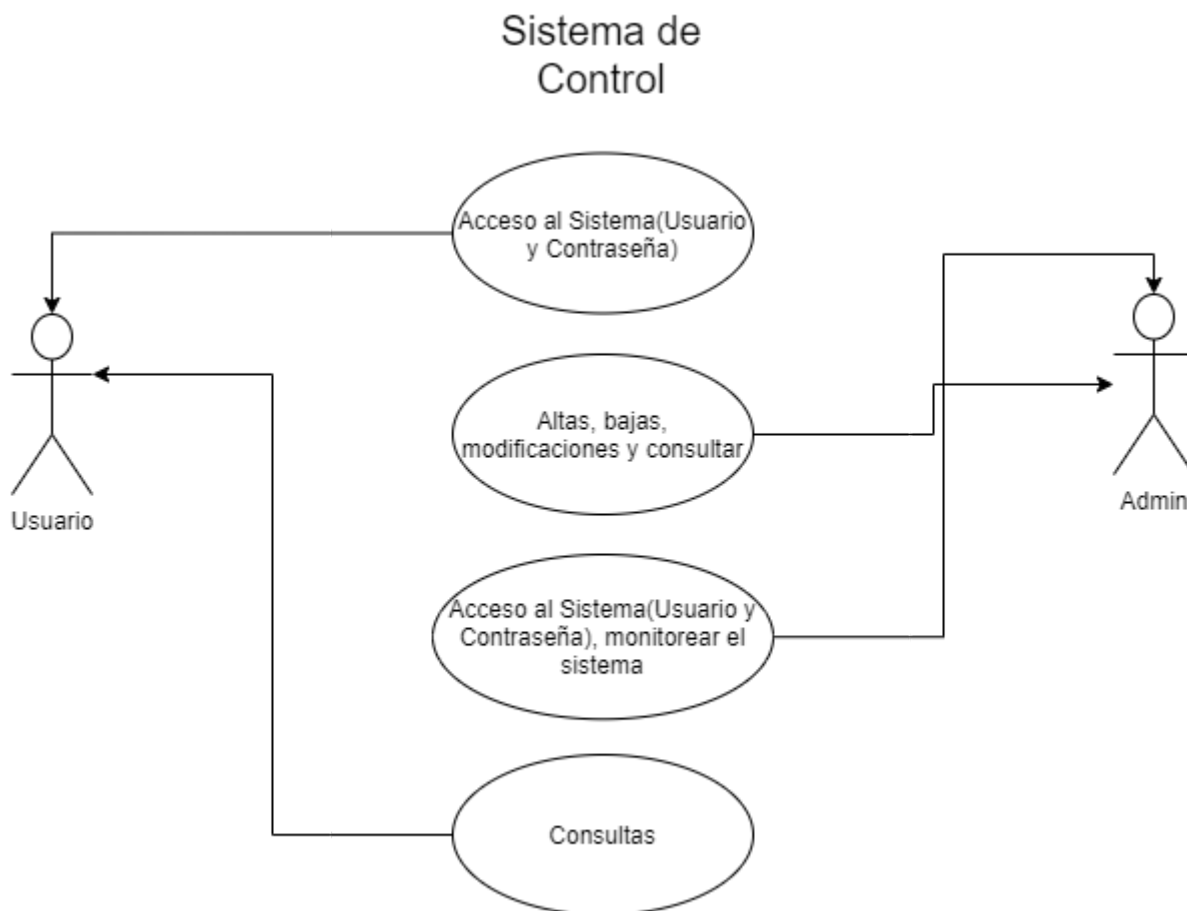 Sistema de
Control
Acceso al Sistema(Usuario
y Contraseña)
Altas, bajas,
modificaciones y consultar
Usuario
Admin
Acceso al Sistema(Usuario y
Contraseña), monitorear el
sistema
Consultas